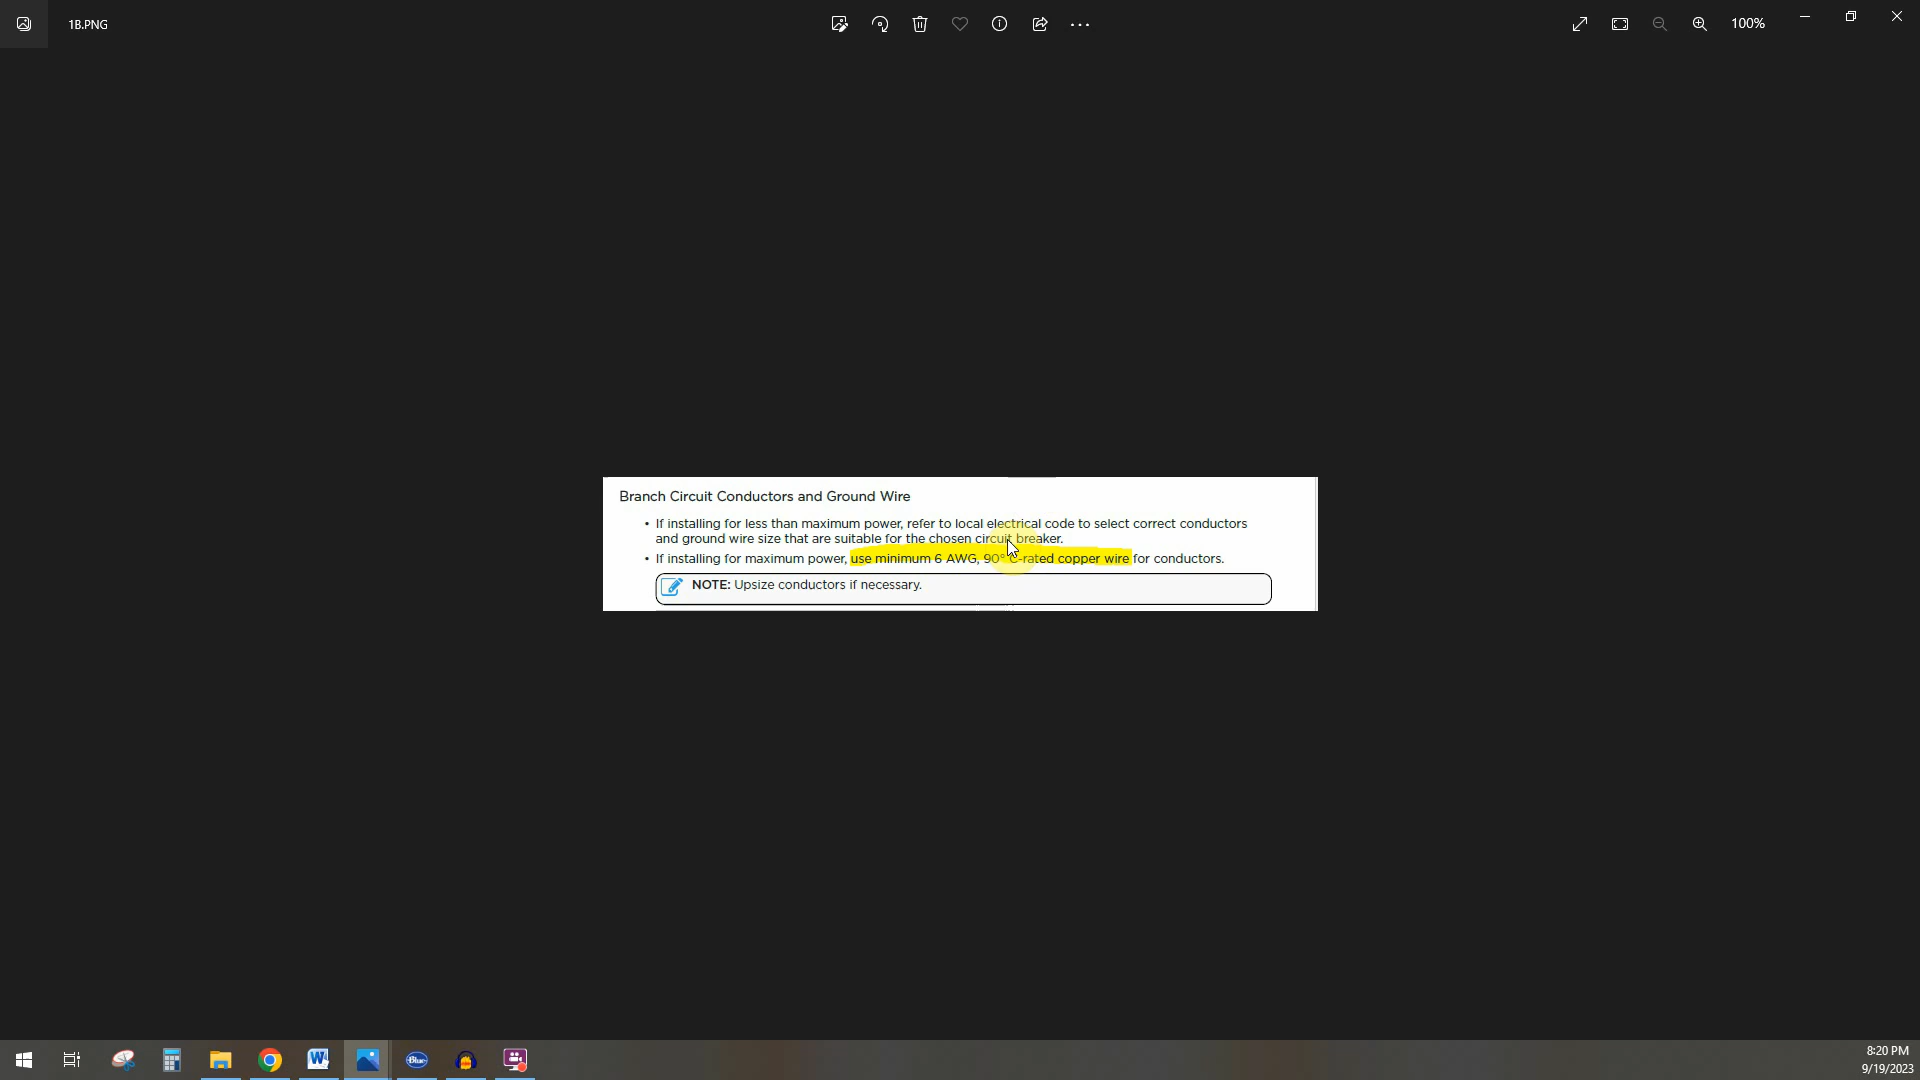 1B.PNG
100%
Branch Circuit Conductors and Ground Wire
• If installing for less than maximum power, refer to local electrical code to select correct conductors
and ground wire size that are suitable for the chosen circuit breaker.
• If installing for maximum power, use minimum 6 AWG, 90° C-rated copper wire for conductors.
NOTE: Upsize conductors if necessary.
Blue
8:20 PM
9/19/2023